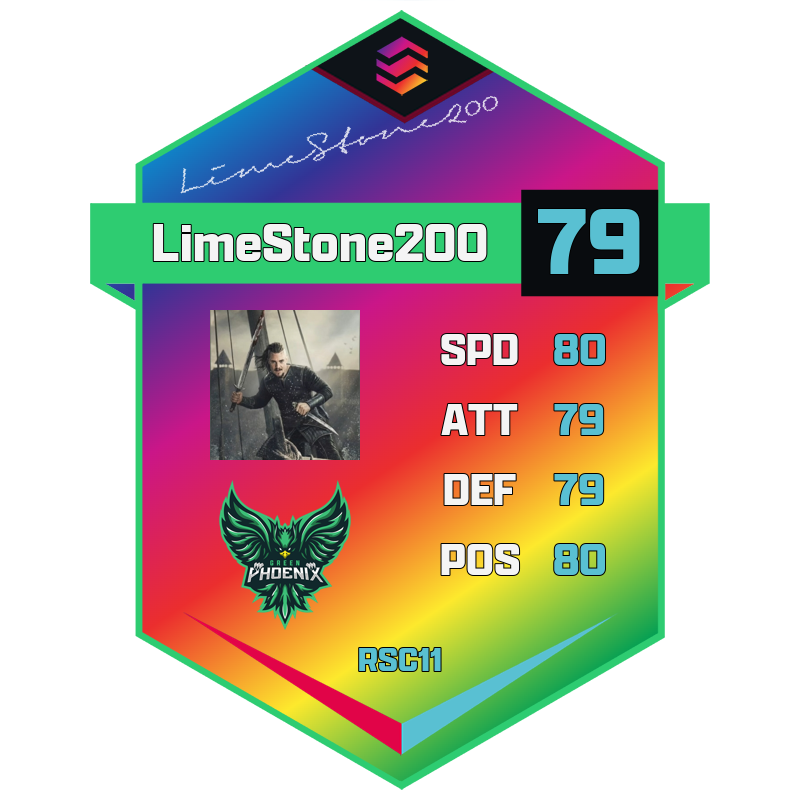 LimeStone200
LimeStone200
79
SPD 80
ATT 79
DEF 79
POS 80
GREEN
PHOENIX
RSC11